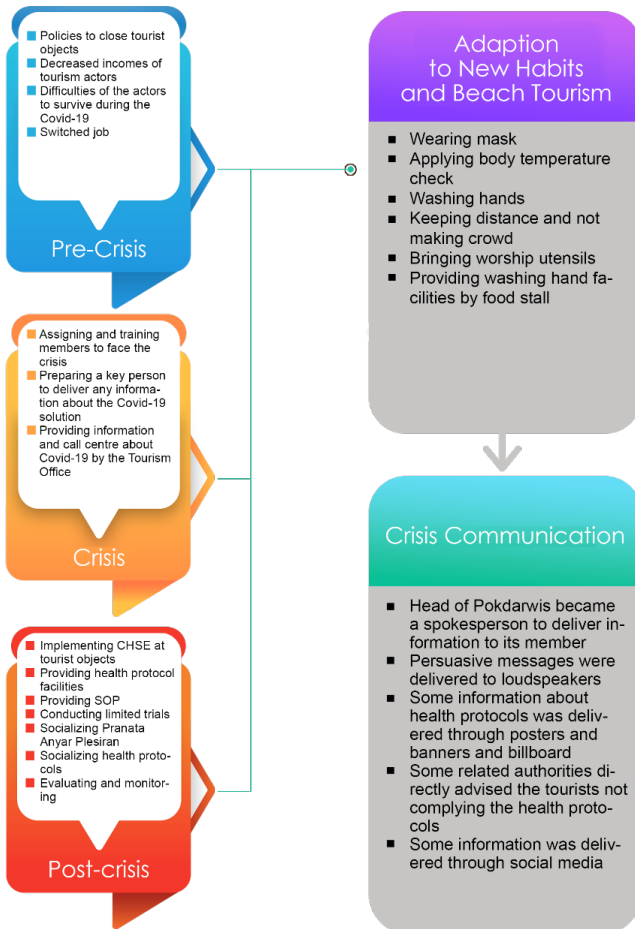 Policies to close tourist
objects
Decreased incomes of
tourism actors
Difficulties of the actors
to survive during the
Covid-19
Switched job
Pre-Crisis
Assigning and training
members to face the
crisis
Preparing a key person
to deliver any informa-
tion about the Covid-19
solution
Providing information
and call centre about
Covid-19 by the Tourism
Office
Crisis
Implementing CHSE at
tourist objects
Providing health protocol
facilities
Providing SOP
Conducting limited trials
Socializing Pranata
Anyar Plesiran
Socializing health proto-
cols
Evaluating and monitor-
ing
Post-crisis
Adaption
to New Habits
and Beach Tourism
Wearing mask
Applying body temperature
check
Washing hands
Keeping distance and not
making crowd
Bringing worship utensils
Providing washing hand fa-
cilities by food stall
Crisis Communication
Head of Pokdarwis became
a spokesperson to deliver in-
formation to its member
Persuasive messages were
delivered to loudspeakers
Some information about
health protocols was deliv-
ered through posters and
banners and billboard
Some related authorities di-
rectly advised the tourists not
complying the health proto-
cols
Some information was deliv-
ered through social media